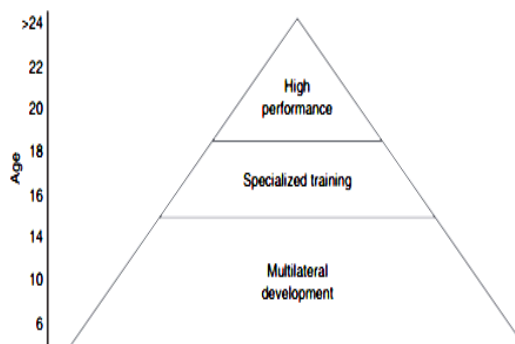 >24
22
High
20
performance
18
Age
Specialized training
16
14
Multilateral
10
development
6